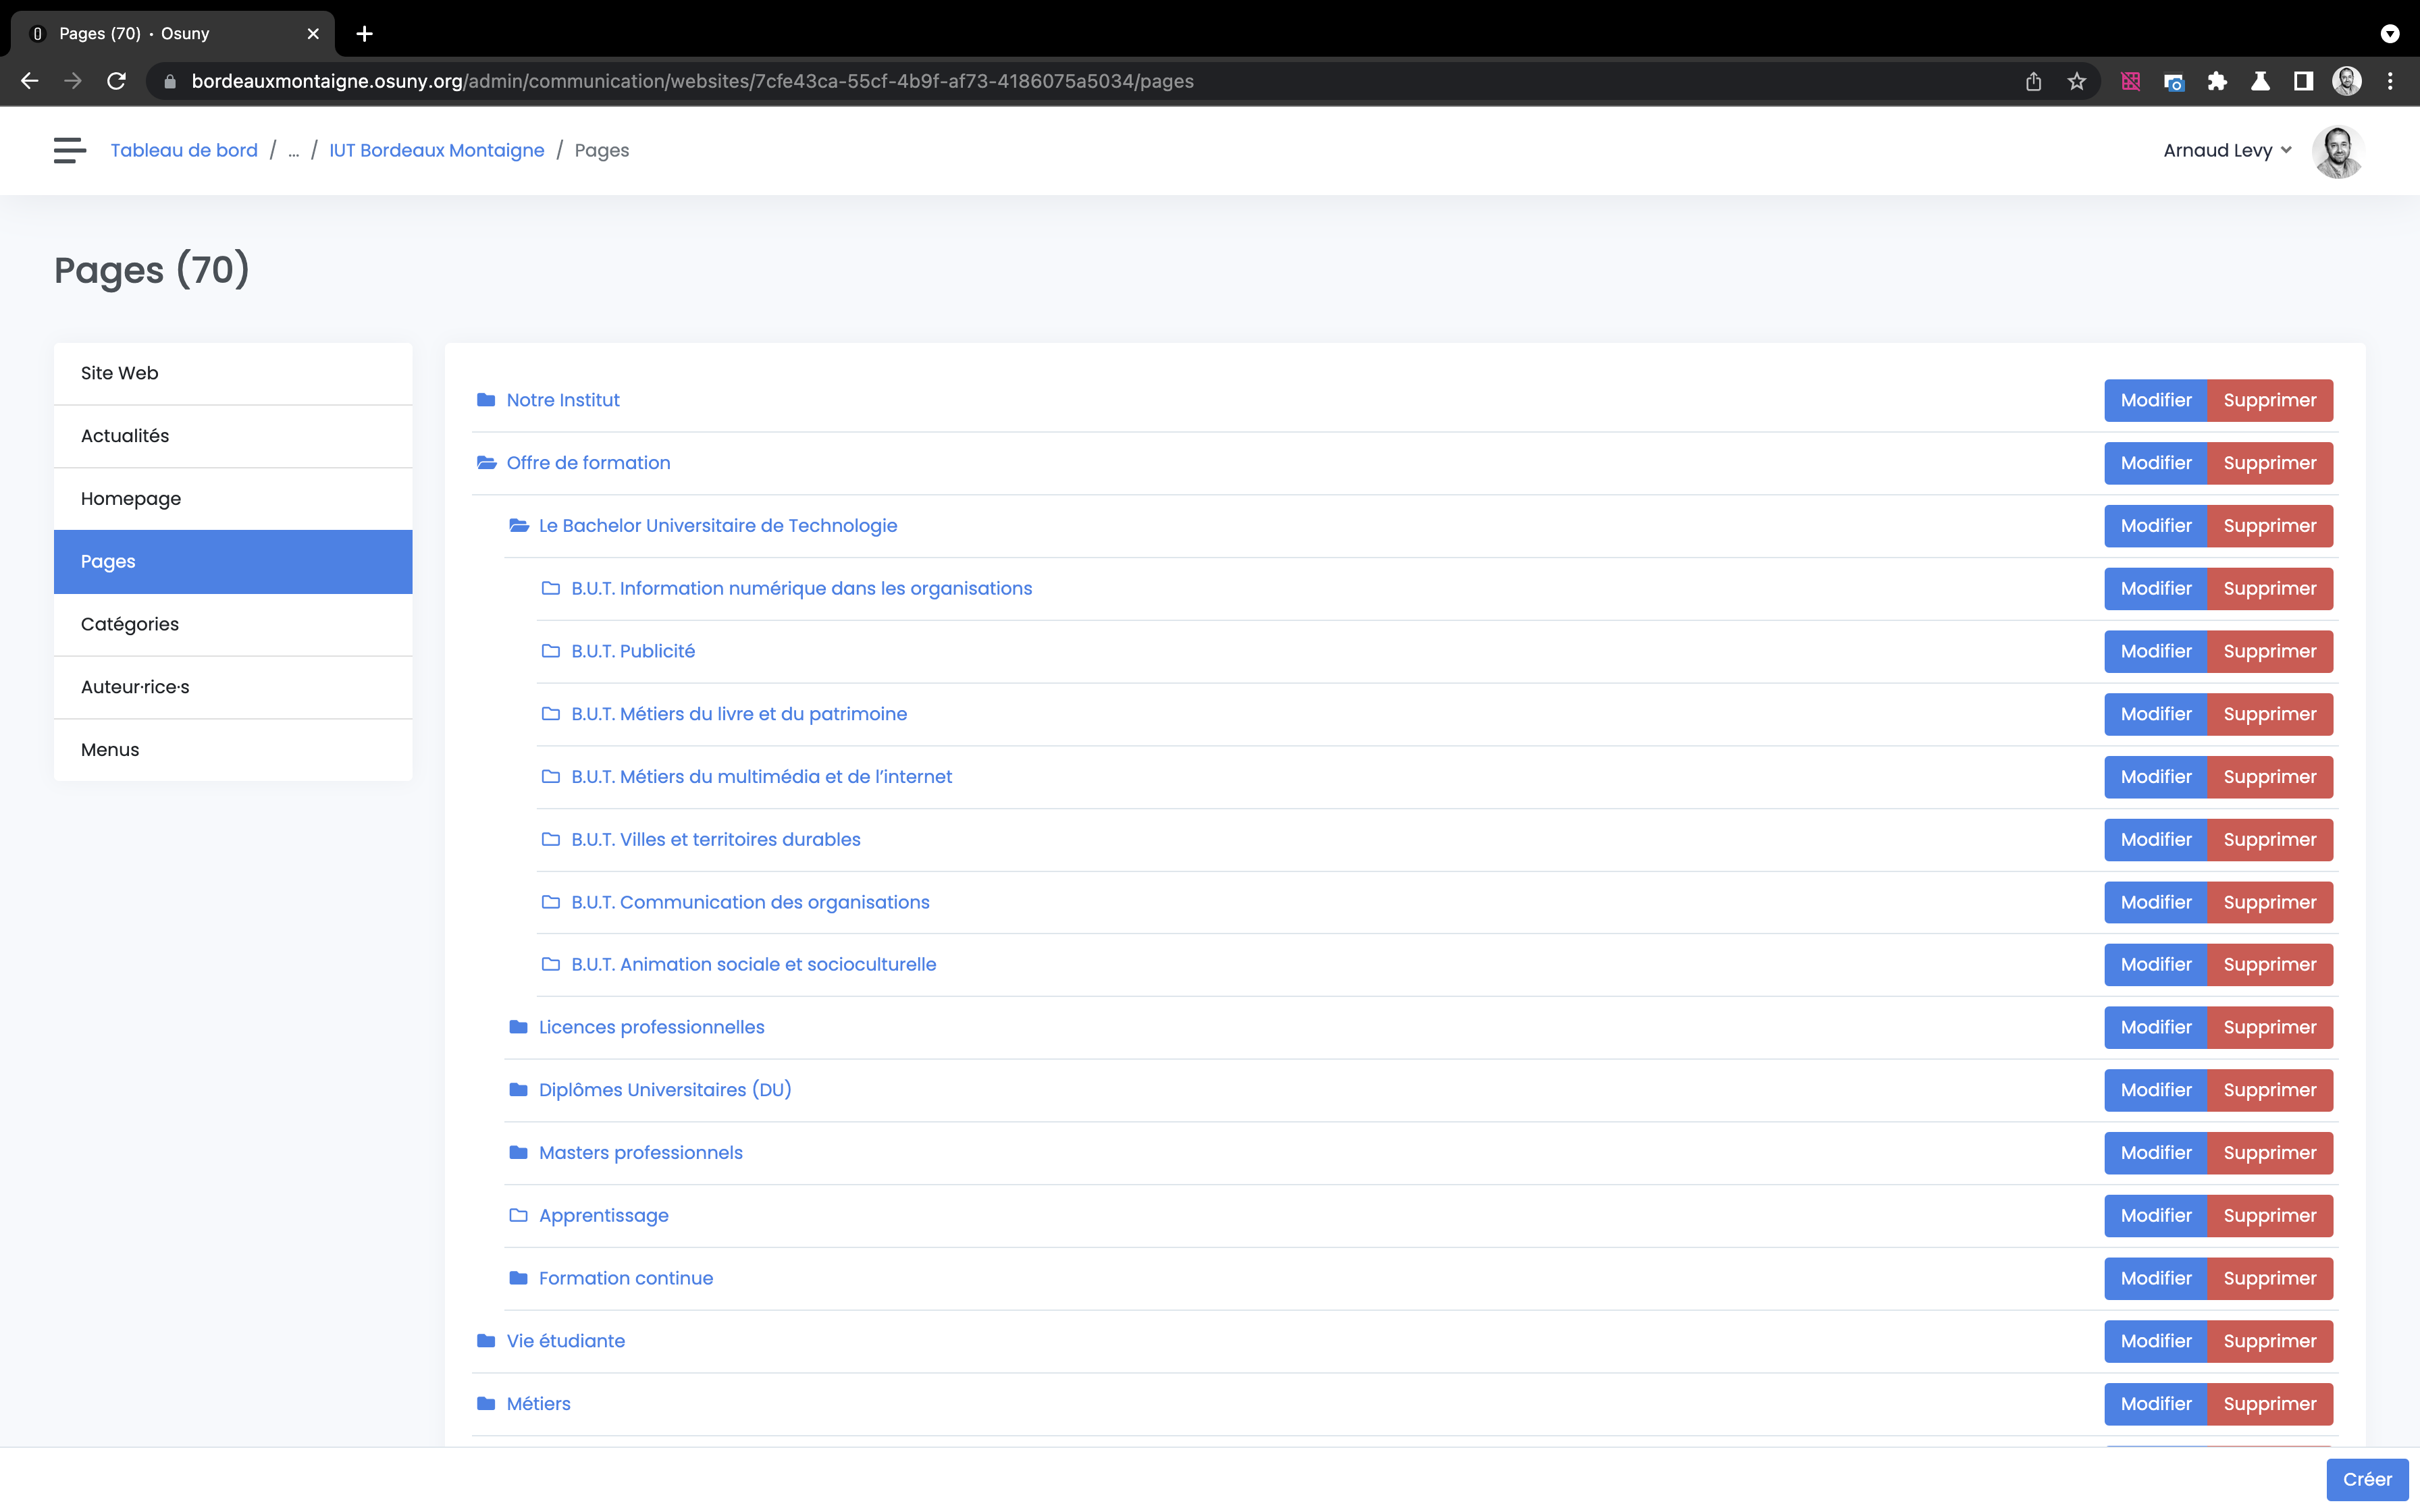 Pages (70) · Osuny
bordeauxmontaigne.osuny.org/admin/communication/websites/7cfe43ca-55cf-4b9f-af73-4186075a5034/pages
Tableau de bord / ... / IUT Bordeaux Montaigne / Pages
Arnaud Levy
Pages (70)
Site Web
Actualités
Homepage
Pages
Catégories
Auteur·rice·s
Menus
Notre Institut Modifier Supprimer
Offre de formation Modifier Supprimer
Le Bachelor Universitaire de Technologie Modifier Supprimer
B.U.T. Information numérique dans les organisations Modifier Supprimer
B.U.T. Publicité Modifier Supprimer
B.U.T. Métiers du livre et du patrimoine Modifier Supprimer
B.U.T. Métiers du multimédia et de l’internet Modifier Supprimer
B.U.T. Villes et territoires durables Modifier Supprimer
B.U.T. Communication des organisations Modifier Supprimer
B.U.T. Animation sociale et socioculturelle Modifier Supprimer
Licences professionnelles Modifier Supprimer
Diplômes Universitaires (DU) Modifier Supprimer
Masters professionnels Modifier Supprimer
Apprentissage Modifier Supprimer
Formation continue Modifier Supprimer
Vie étudiante Modifier Supprimer
Métiers Modifier Supprimer
Créer